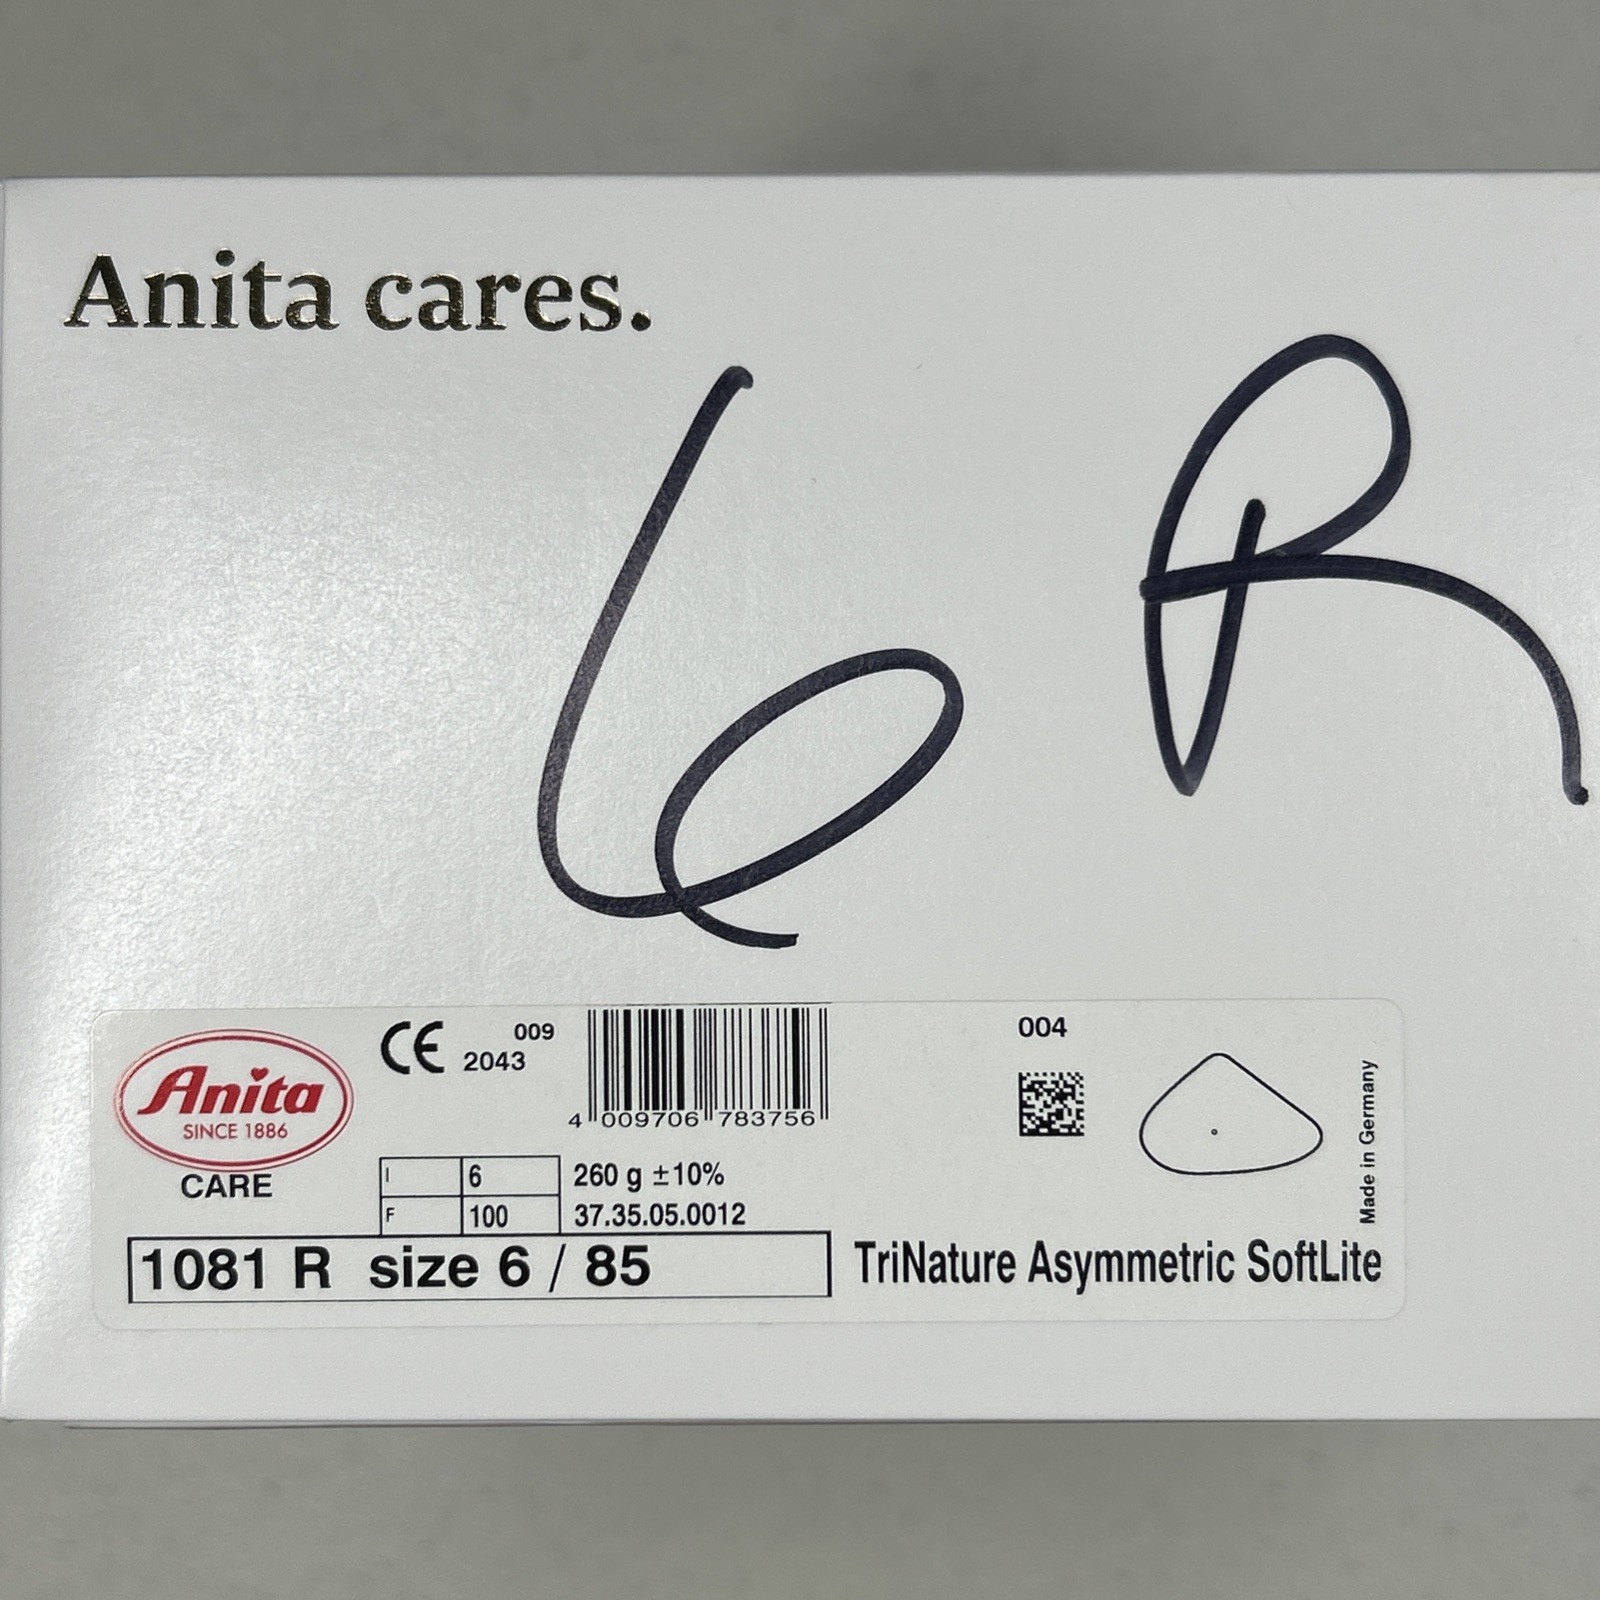 Anita cares.
6 R
Anita
SINCE 1886
CARE
CE 2043
009
4 009706 783756
004
I 6 260 g ±10%
F 100 37.35.05.0012
1081 R size 6 / 85
TriNature Asymmetric SoftLite
Made in Germany